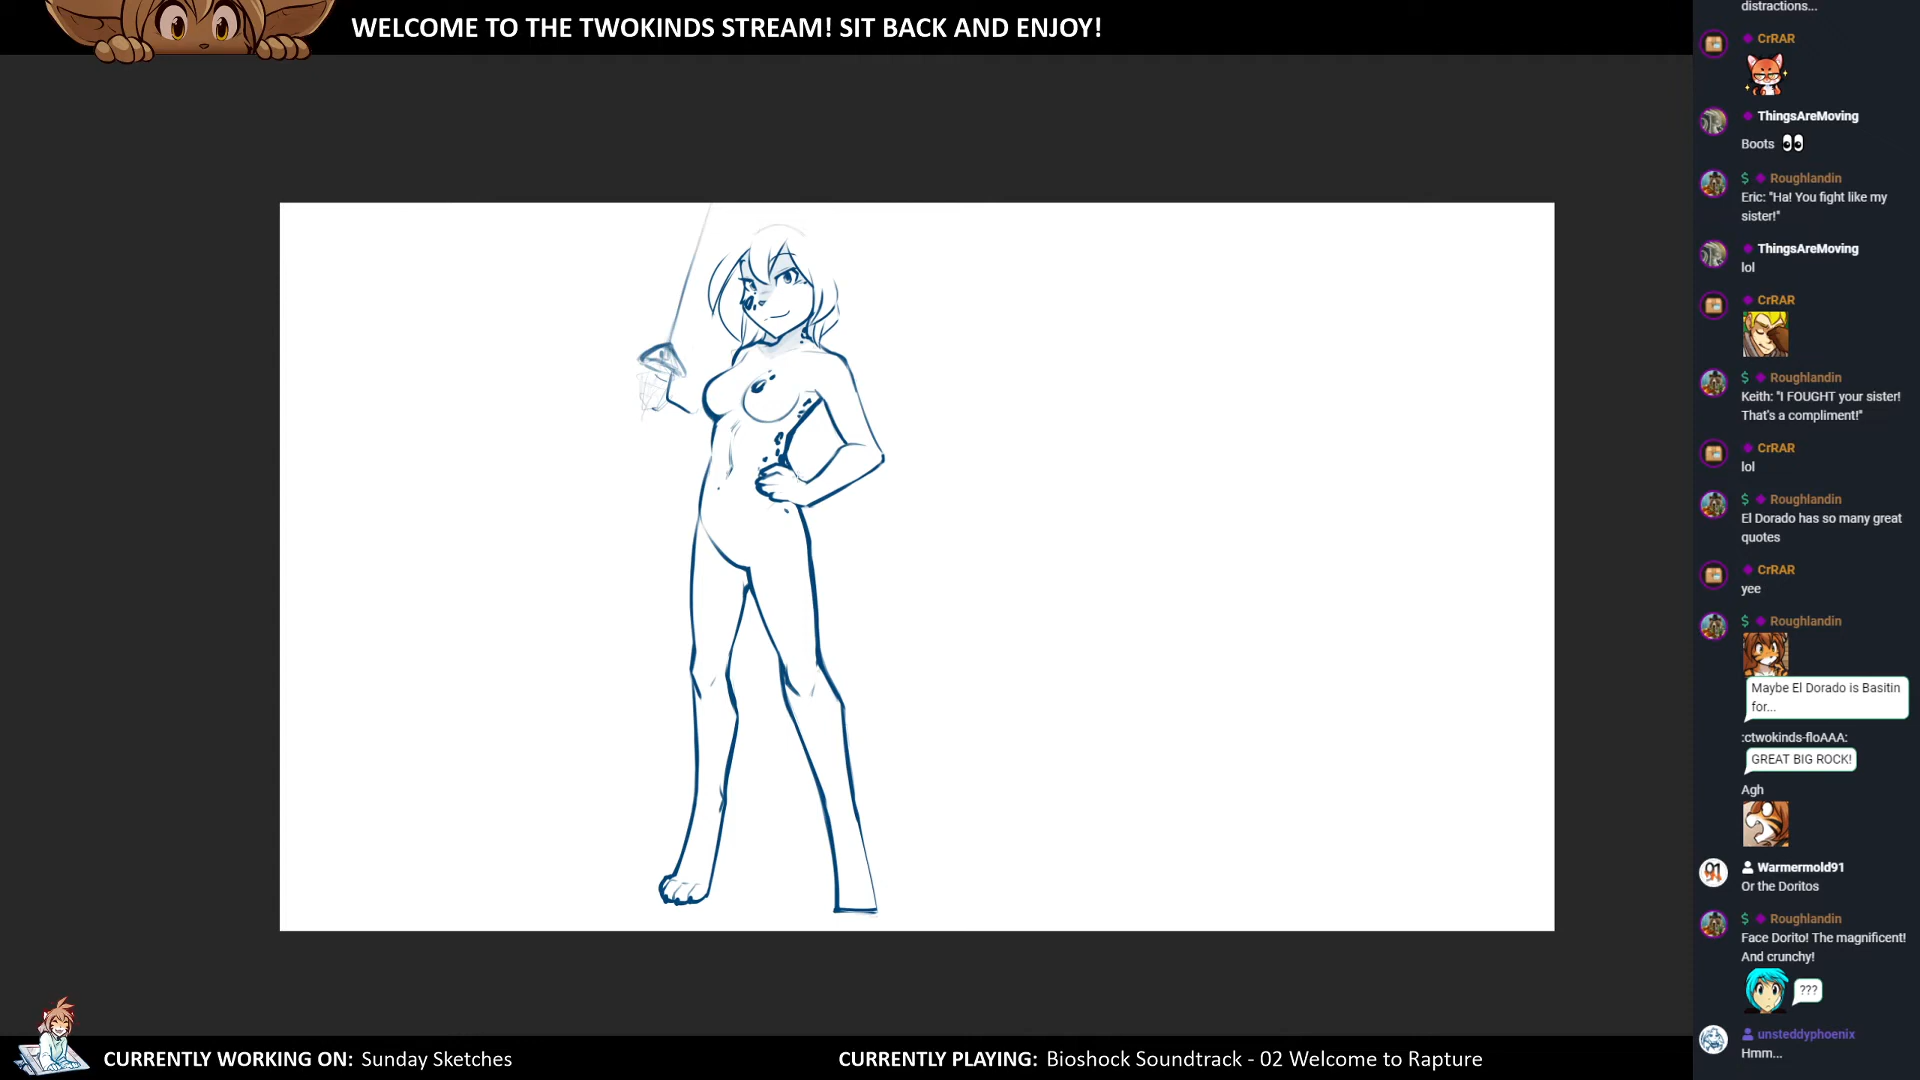 WELCOME TO THE TWOKINDS STREAM! SIT BACK AND ENJOY!
distractions...
CrRAR
ThingsAreMoving
Boots
$ Roughlandin
Eric: "Ha! You fight like my
sister!"
ThingsAreMoving
lol
CrRAR
$ Roughlandin
Keith: "I FOUGHT your sister!
That's a compliment!"
CrRAR
lol
$ Roughlandin
El Dorado has so many great
quotes
CrRAR
yee
$ Roughlandin
Maybe El Dorado is Basitin
for...
:ctwokinds-floAAA:
GREAT BIG ROCK!
Agh
Warmermold91
Or the Doritos
$ Roughlandin
Face Dorito! The magnificent!
And crunchy!
???
unsteddyphoenix
Hmm...
CURRENTLY WORKING ON: Sunday Sketches
CURRENTLY PLAYING: Bioshock Soundtrack - 02 Welcome to Rapture